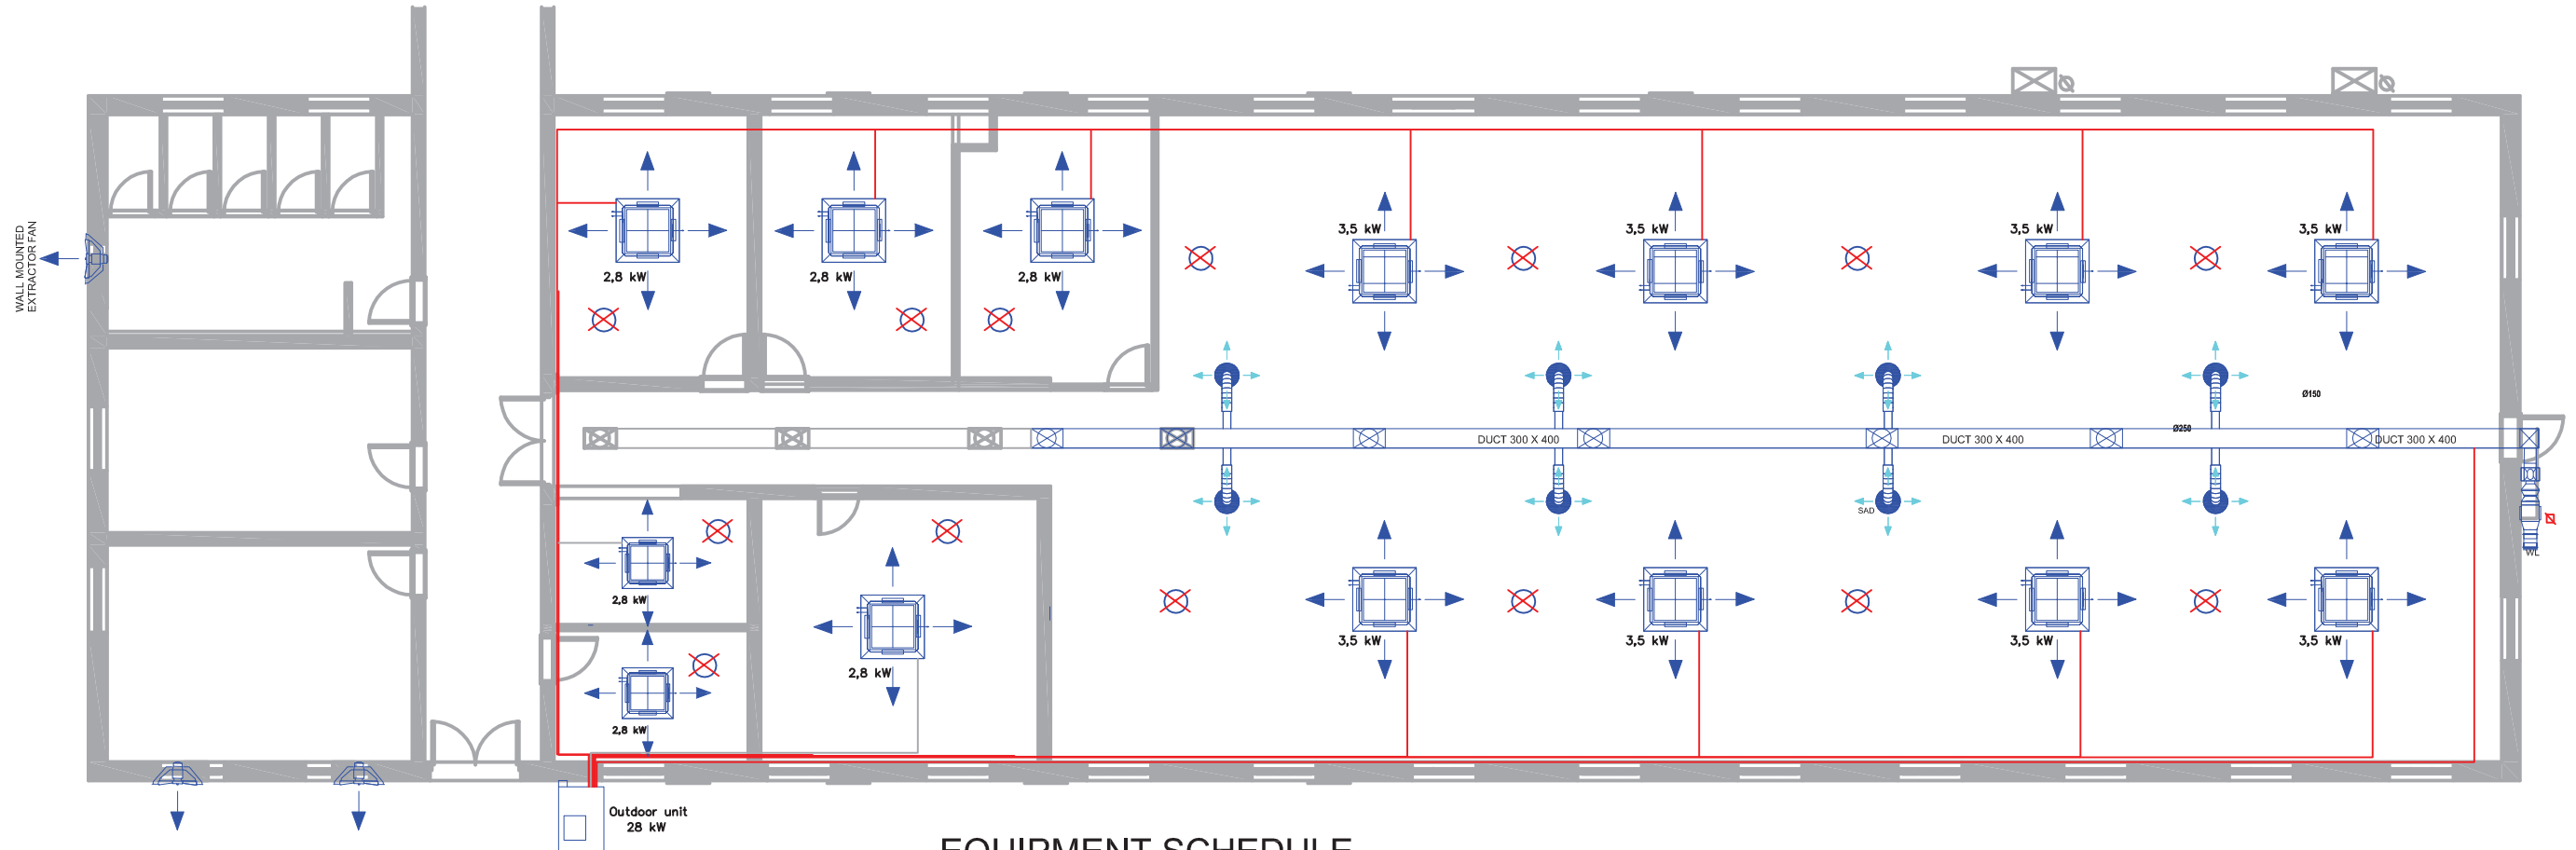 WALL MOUNTED
EXTRACTOR FAN
3,5 kW
3,5 kW
3,5 kW
3,5 kW
2,8 kW
2,8 kW
2,8 kW
Ø150
Ø250
DUCT 300 X 400
DUCT 300 X 400
DUCT 300 X 400
SAD
WL
2,8 kW
3,5 kW
3,5 kW
3,5 kW
3,5 kW
2,8 kW
2,8 kW
Outdoor unit
28 kW
EQUIPMENT SCHEDULE